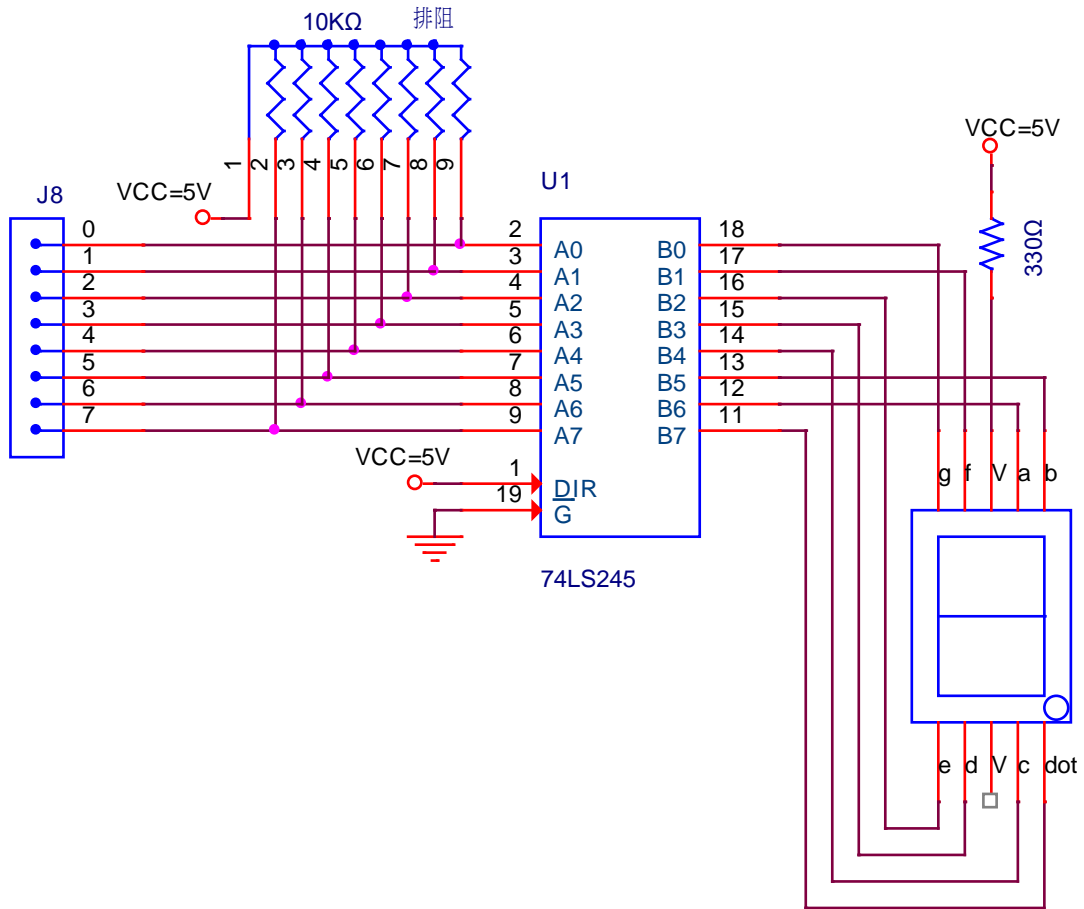 10KΩ
排阻
1
2
3
4
5
6
7
8
9
VCC=5V
VCC=5V
J8
U1
330Ω
0
1
2
3
4
5
6
7
2
3
4
5
6
7
8
9
A0
A1
A2
A3
A4
A5
A6
A7
B0
B1
B2
B3
B4
B5
B6
B7
18
17
16
15
14
13
12
11
VCC=5V
1
19
DIR
G
74LS245
g f V a b
e d V c dot